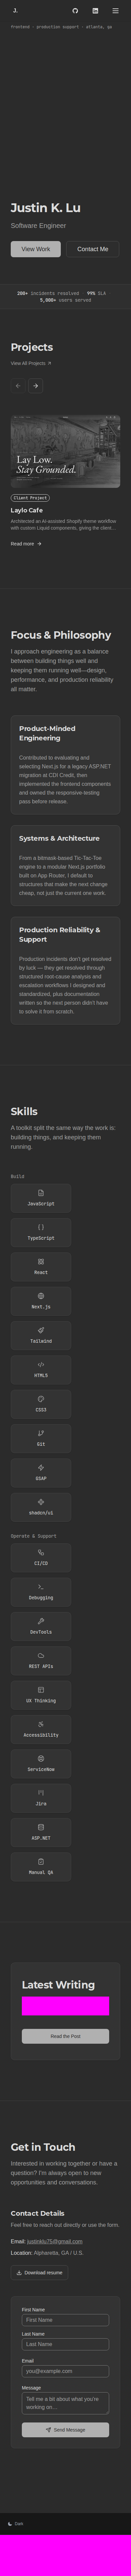 J.
frontend · production support · atlanta, ga
Justin K. Lu
Software Engineer
View Work
Contact Me
200+ incidents resolved · 99% SLA
5,000+ users served
Projects
View All Projects
Lay Low.
Stay Grounded.
Client Project
Laylo Cafe
Architected an AI-assisted Shopify theme workflow
with custom Liquid components, giving the client…
Read more
Focus & Philosophy
I approach engineering as a balance
between building things well and
keeping them running well—design,
performance, and production reliability
all matter.
Product-Minded
Engineering
Contributed to evaluating and
selecting Next.js for a legacy ASP.NET
migration at CDI Credit, then
implemented the frontend components
and owned the responsive-testing
pass before release.
Systems & Architecture
From a bitmask-based Tic-Tac-Toe
engine to a modular Next.js portfolio
built on App Router, I default to
structures that make the next change
cheap, not just the current one work.
Production Reliability &
Support
Production incidents don't get resolved
by luck — they get resolved through
structured root-cause analysis and
escalation workflows I designed and
standardized, plus documentation
written so the next person didn't have
to solve it from scratch.
Skills
A toolkit split the same way the work is:
building things, and keeping them
running.
Build
JavaScript
TypeScript
React
Next.js
Tailwind
HTML5
CSS3
Git
GSAP
shadcn/ui
Operate & Support
CI/CD
Debugging
DevTools
REST APIs
UX Thinking
Accessibility
ServiceNow
Jira
ASP.NET
Manual QA
Latest Writing
Read the Post
Get in Touch
Interested in working together or have a
question? I'm always open to new
opportunities and conversations.
Contact Details
Feel free to reach out directly or use the form.
Email: justinklu75@gmail.com
Location: Alpharetta, GA / U.S.
Download resume
First Name
First Name
Last Name
Last Name
Email
you@example.com
Message
Tell me a bit about what you're
working on…
Send Message
Dark